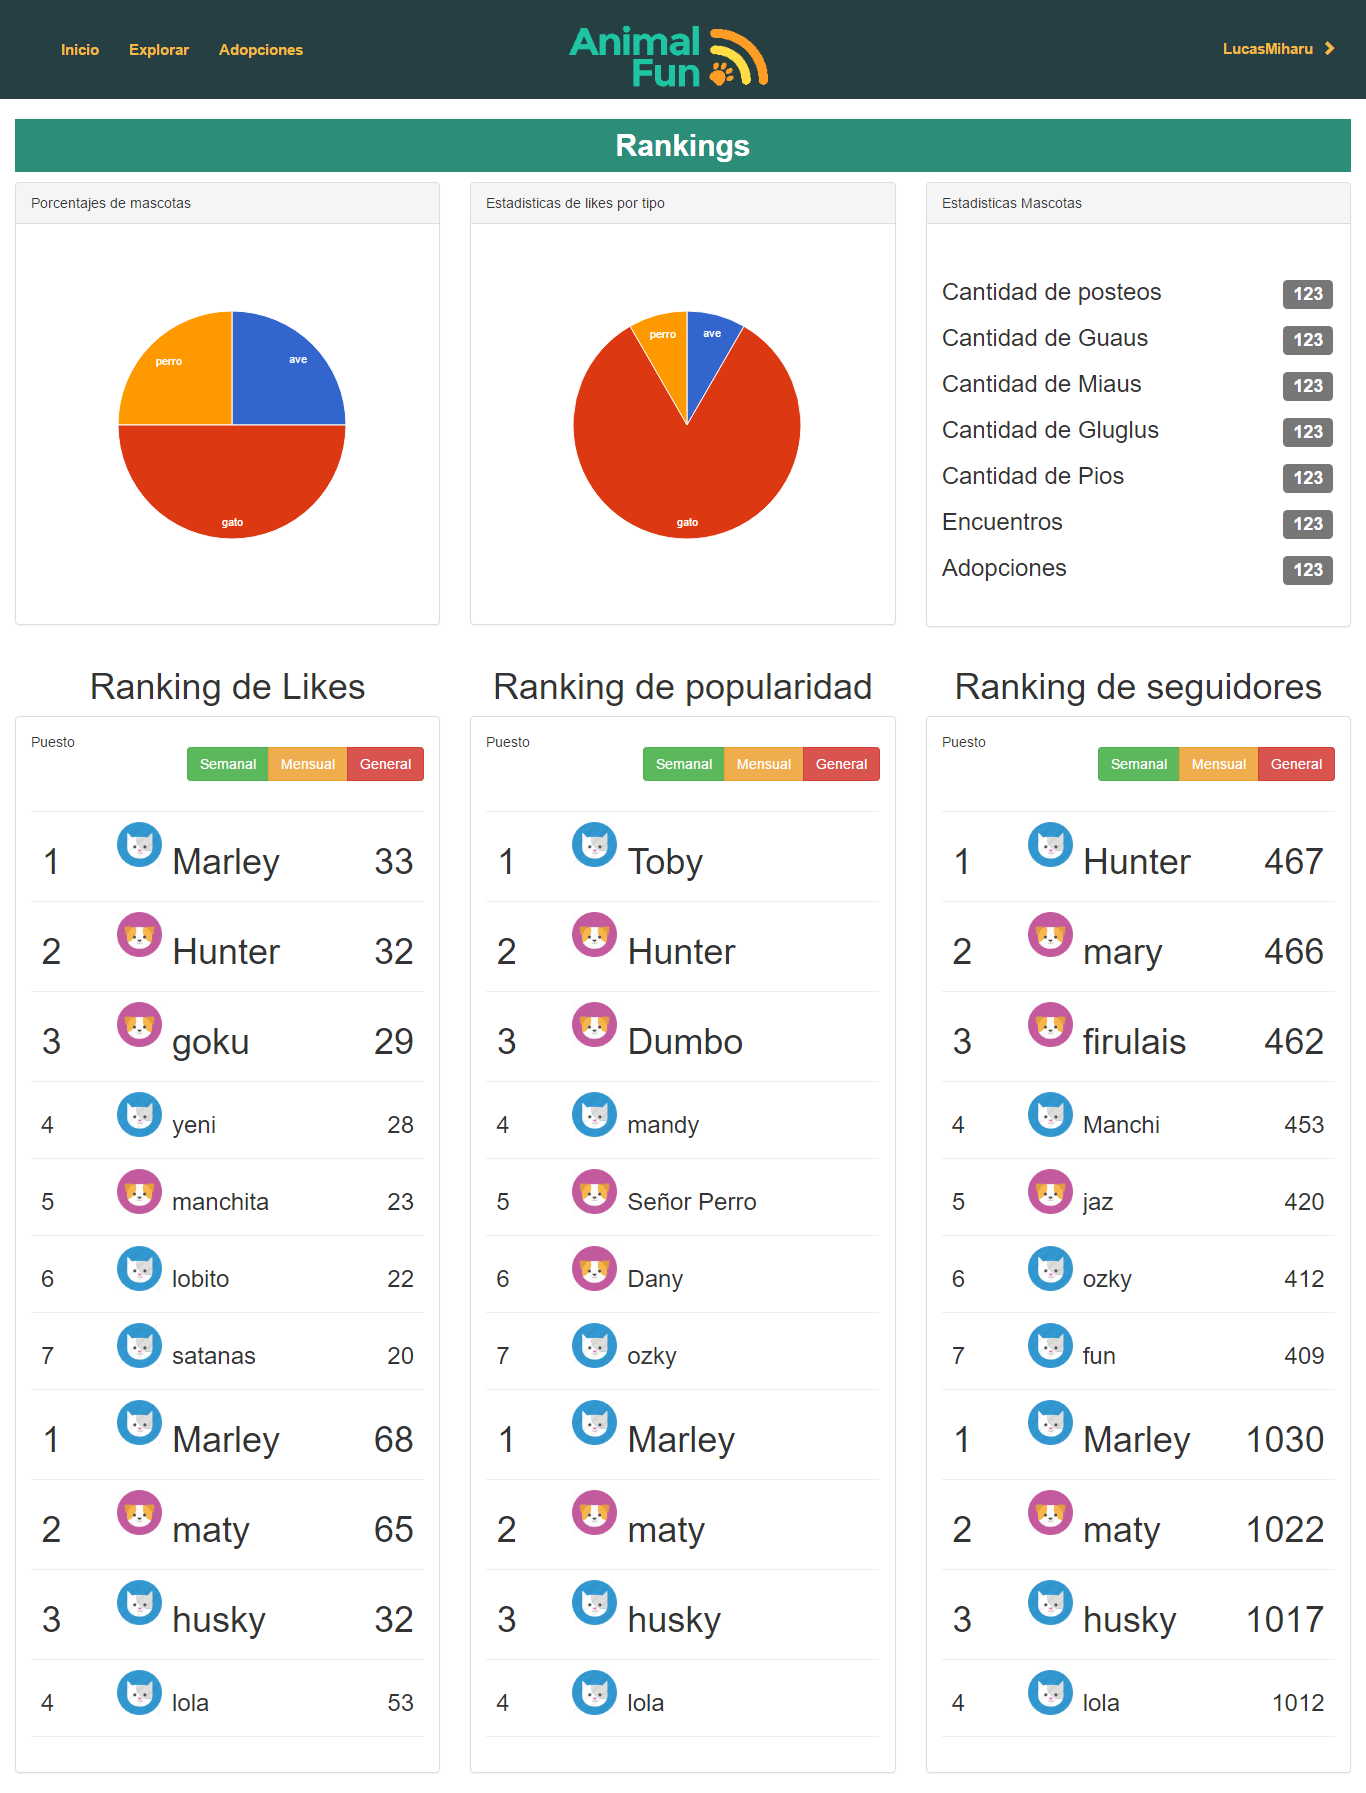 Inicio Explorar Adopciones
Animal
Fun
LucasMiharu
Rankings
Porcentajes de mascotas
perro
ave
gato
Estadisticas de likes por tipo
perro
ave
gato
Estadisticas Mascotas
Cantidad de posteos 123
Cantidad de Guaus 123
Cantidad de Miaus 123
Cantidad de Gluglus 123
Cantidad de Pios 123
Encuentros 123
Adopciones 123
Ranking de Likes
Puesto
Semanal Mensual General
1 Marley 33
2 Hunter 32
3 goku 29
4 yeni 28
5 manchita 23
6 lobito 22
7 satanas 20
1 Marley 68
2 maty 65
3 husky 32
4 lola 53
Ranking de popularidad
Puesto
Semanal Mensual General
1 Toby
2 Hunter
3 Dumbo
4 mandy
5 Señor Perro
6 Dany
7 ozky
1 Marley
2 maty
3 husky
4 lola
Ranking de seguidores
Puesto
Semanal Mensual General
1 Hunter 467
2 mary 466
3 firulais 462
4 Manchi 453
5 jaz 420
6 ozky 412
7 fun 409
1 Marley 1030
2 maty 1022
3 husky 1017
4 lola 1012